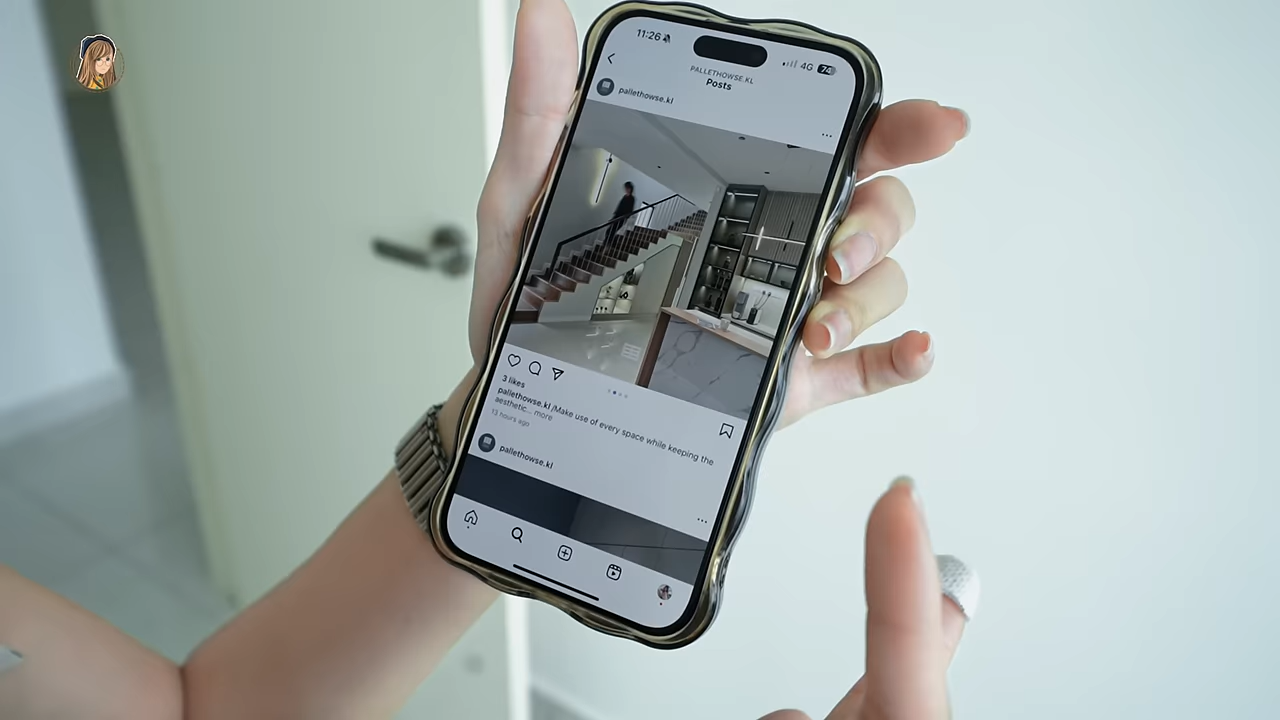 11:26
4G 74
PALLETHOWSE.KL
Posts
pallethowse.kl
3 likes
pallethowse.kl /Make use of every space while keeping the
aesthetic... more
13 hours ago
pallethowse.kl